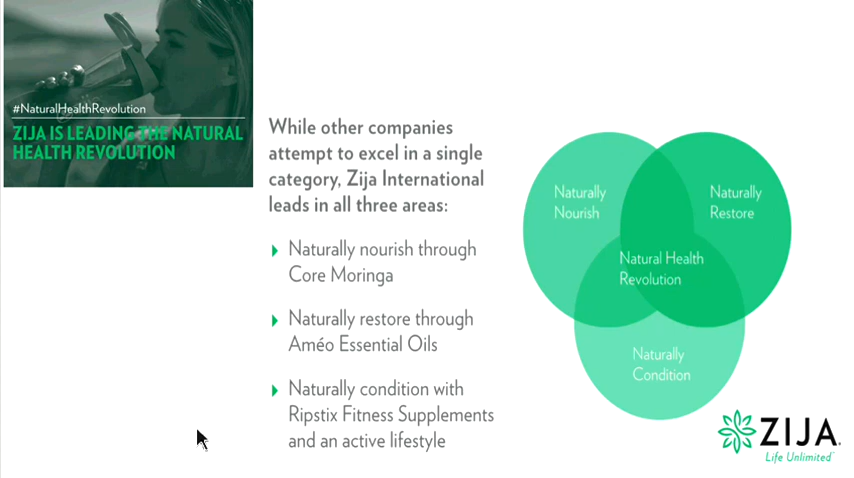 #NaturalHealthRevolution
ZIJA IS LEADING THE NATURAL
HEALTH REVOLUTION
While other companies
attempt to excel in a single
category, Zija International
leads in all three areas:
Naturally nourish through
Core Moringa
Naturally restore through
Améo Essential Oils
Naturally condition with
Ripstix Fitness Supplements
and an active lifestyle
Naturally
Nourish
Naturally
Restore
Natural Health
Revolution
Naturally
Condition
ZIJA
Life Unlimited